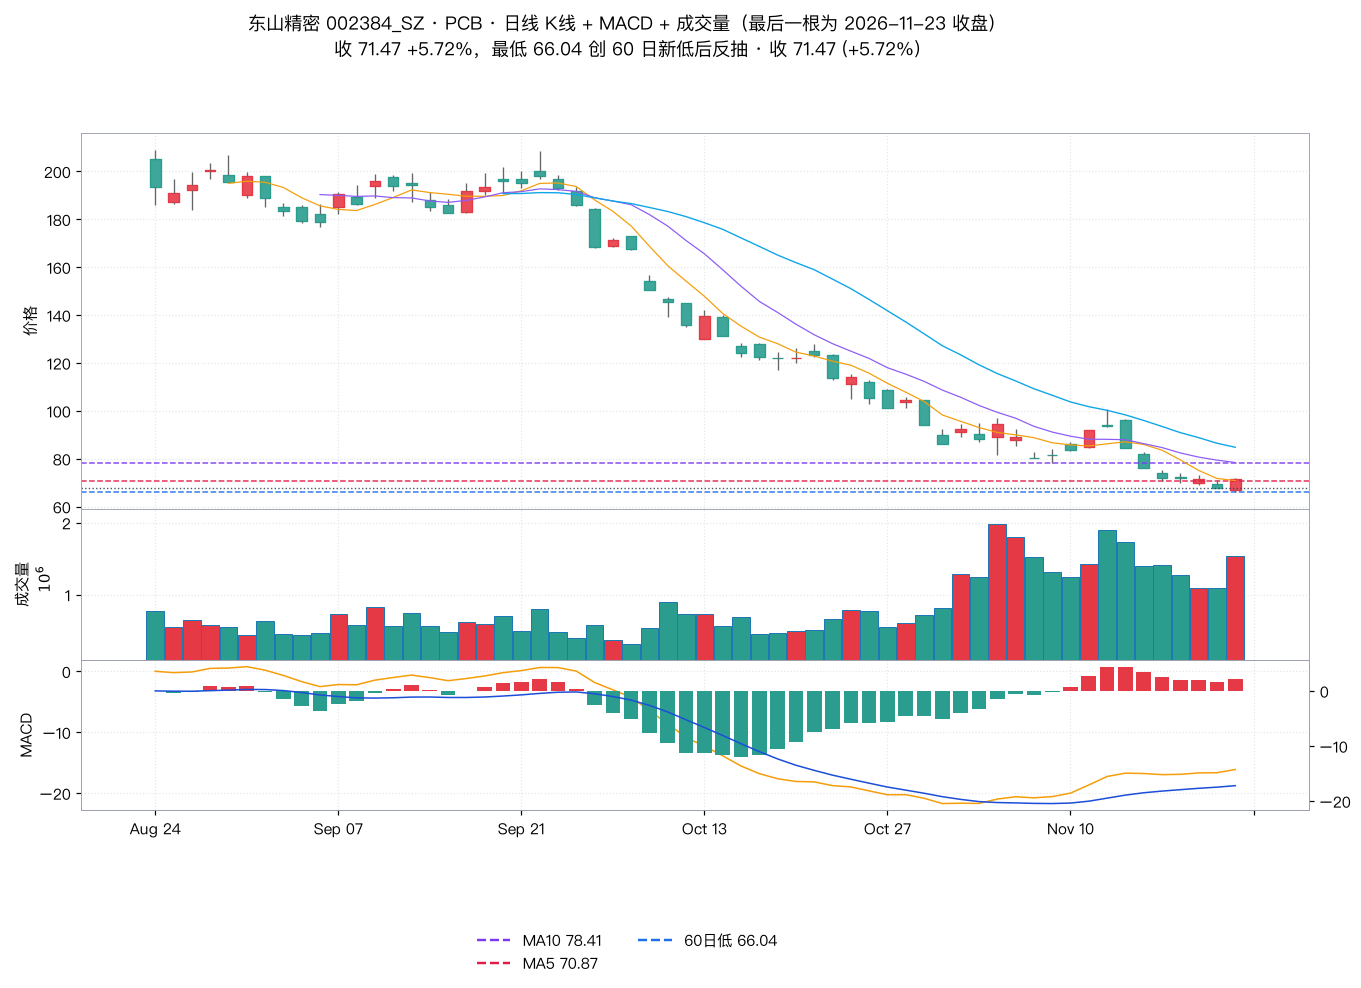 东山精密 002384_SZ · PCB · 日线 K线 + MACD + 成交量（最后一根为 2026−11−23 收盘）
收 71.47 +5.72%，最低 66.04 创 60 日新低后反抽 · 收 71.47 (+5.72%)
价格
200
180
160
140
120
100
80
60
成交量
10⁶
2
1
MACD
0
−10
−20
0
−10
−20
Aug 24
Sep 07
Sep 21
Oct 13
Oct 27
Nov 10
MA10 78.41
60日低 66.04
MA5 70.87